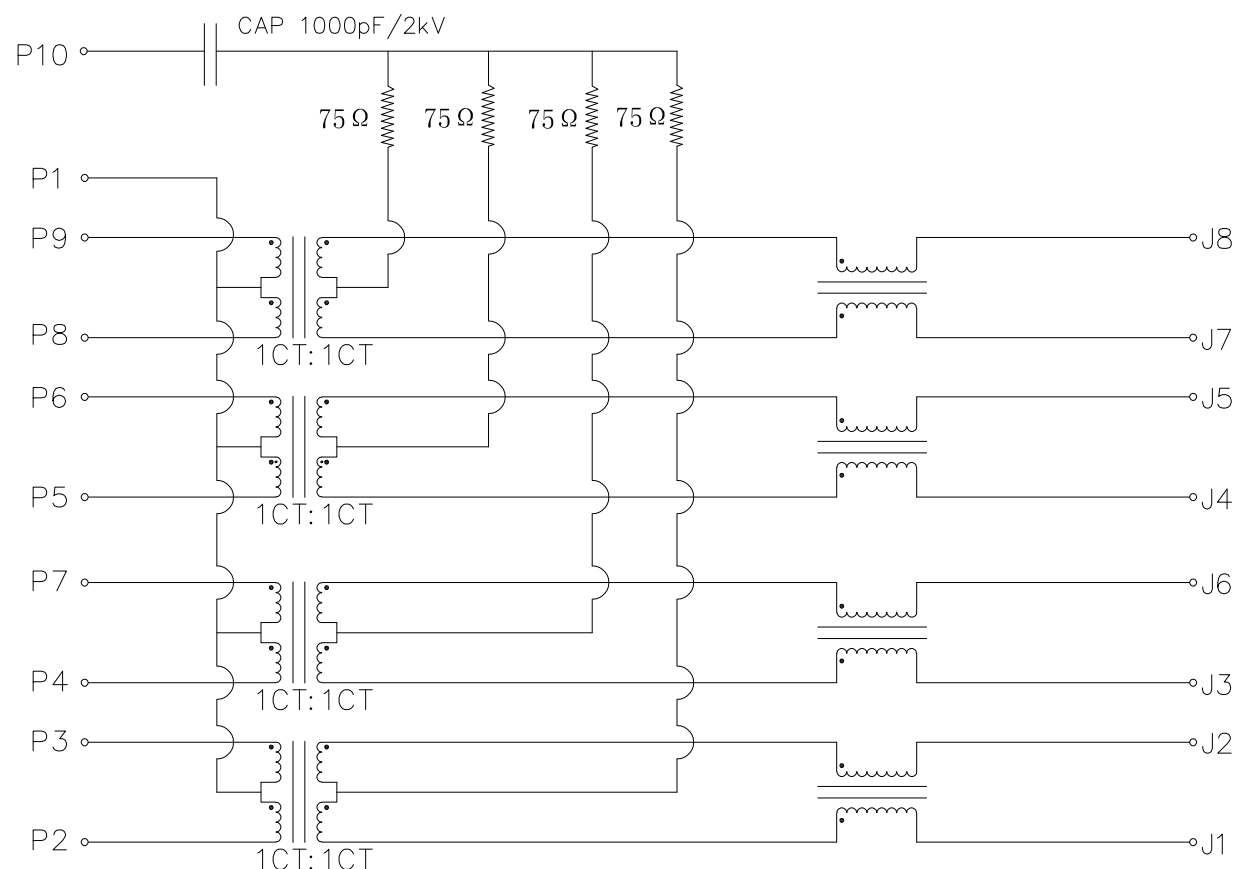 CAP 1000pF/2kV
P10
75 Ω 75 Ω 75 Ω 75 Ω
P1
P9 J8
P8 J7
1CT:1CT
P6 J5
P5 J4
1CT:1CT
P7 J6
P4 J3
1CT:1CT
P3 J2
P2 J1
1CT:1CT